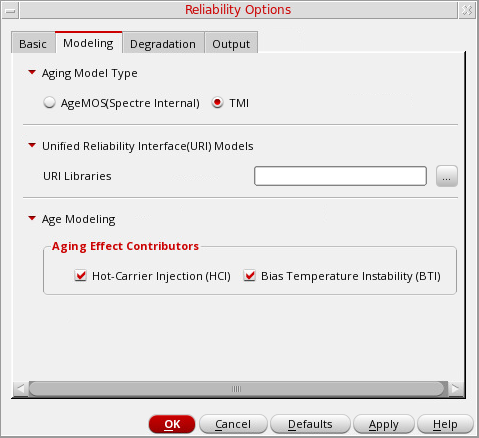 Reliability Options
Basic Modeling Degradation Output
Aging Model Type
AgeMOS(Spectre Internal) TMI
Unified Reliability Interface(URI) Models
URI Libraries ...
Age Modeling
Aging Effect Contributors
Hot-Carrier Injection (HCI) Bias Temperature Instability (BTI)
OK Cancel Defaults Apply Help